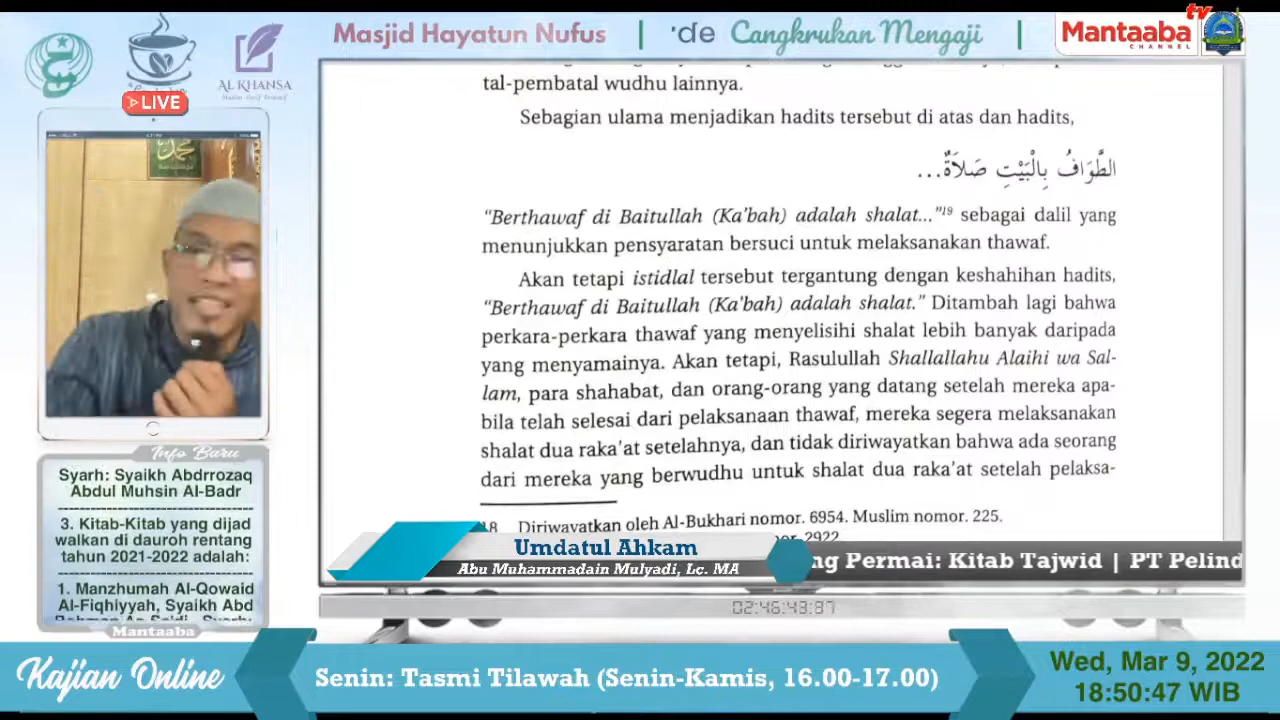 Masjid Hayatun Nufus | 'de Cangkrukan Mengaji |
Mantaaba tv
CHANNEL
AL KHANSA
LIVE
tal-pembatal wudhu lainnya.
Sebagian ulama menjadikan hadits tersebut di atas dan hadits,
الطَّوَافُ بِالْبَيْتِ صَلاَةٌ...
“Berthawaf di Baitullah (Ka’bah) adalah shalat...”19 sebagai dalil yang
menunjukkan pensyaratan bersuci untuk melaksanakan thawaf.
Akan tetapi istidlal tersebut tergantung dengan keshahihan hadits,
“Berthawaf di Baitullah (Ka’bah) adalah shalat.” Ditambah lagi bahwa
perkara-perkara thawaf yang menyelisihi shalat lebih banyak daripada
yang menyamainya. Akan tetapi, Rasulullah Shallallahu Alaihi wa Sal-
lam, para shahabat, dan orang-orang yang datang setelah mereka apa-
bila telah selesai dari pelaksanaan thawaf, mereka segera melaksanakan
shalat dua raka’at setelahnya, dan tidak diriwayatkan bahwa ada seorang
dari mereka yang berwudhu untuk shalat dua raka’at setelah pelaksa-
18 Diriwayatkan oleh Al-Bukhari nomor. 6954. Muslim nomor. 225.
2922
Info Baru
Syarh: Syaikh Abdrrozaq
Abdul Muhsin Al-Badr
3. Kitab-Kitab yang dijad
walkan di dauroh rentang
tahun 2021-2022 adalah:
1. Manzhumah Al-Qowaid
Al-Fiqhiyyah, Syaikh Abd
Mantaaba
Umdatul Ahkam
Abu Muhammadain Mulyadi, Lc. MA
ng Permai: Kitab Tajwid | PT Pelind
02:46:43:87
Kajian Online
Senin: Tasmi Tilawah (Senin-Kamis, 16.00-17.00)
Wed, Mar 9, 2022
18:50:47 WIB